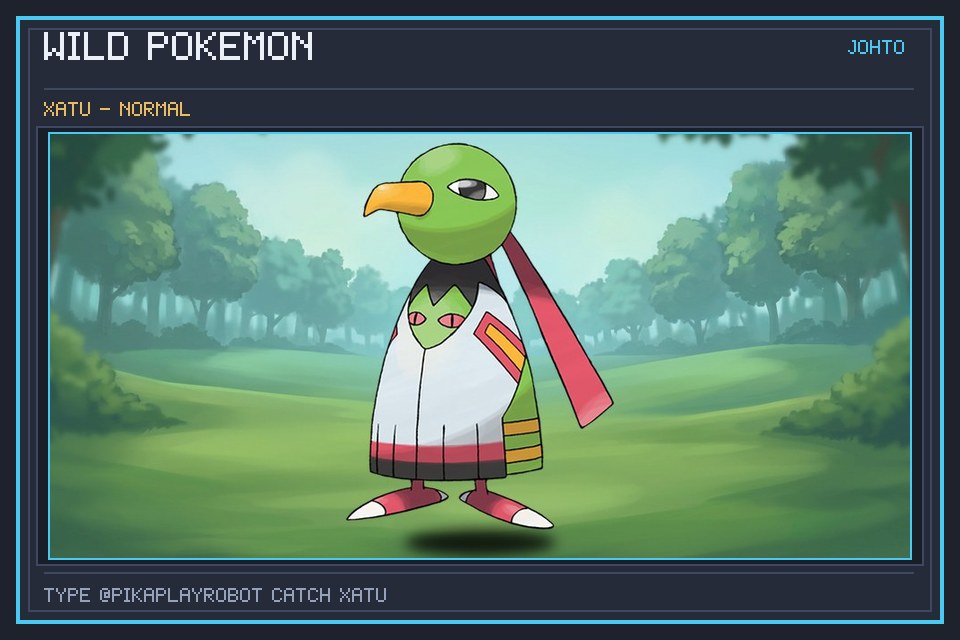 WILD POKEMON
JOHTO
XATU - NORMAL
TYPE @PIKAPLAYROBOT CATCH XATU